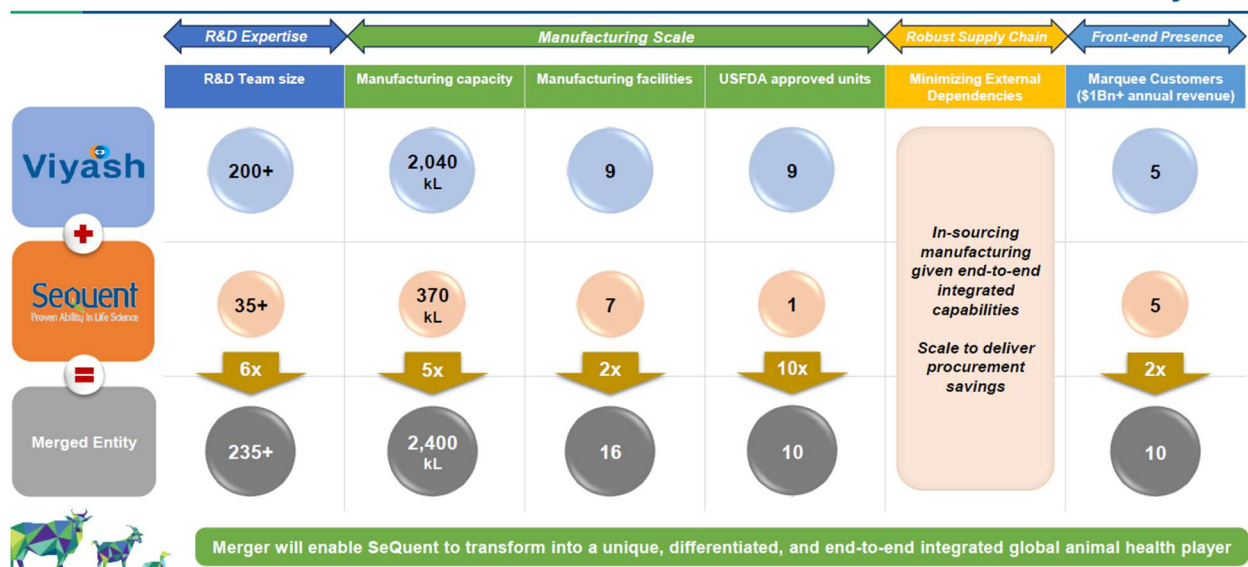 R&D Expertise
Manufacturing Scale
Robust Supply Chain
Front-end Presence
R&D Team size
Manufacturing capacity
Manufacturing facilities
USFDA approved units
Minimizing External
Dependencies
Marquee Customers
($1Bn+ annual revenue)
Viyash
200+
2,040
kL
9
9
5
+
In-sourcing
manufacturing
given end-to-end
integrated
capabilities
Scale to deliver
procurement
savings
SeQuent
Proven Ability in Life Science
35+
370
kL
7
1
5
=
6x
5x
2x
10x
2x
Merged Entity
235+
2,400
kL
16
10
10
Merger will enable SeQuent to transform into a unique, differentiated, and end-to-end integrated global animal health player